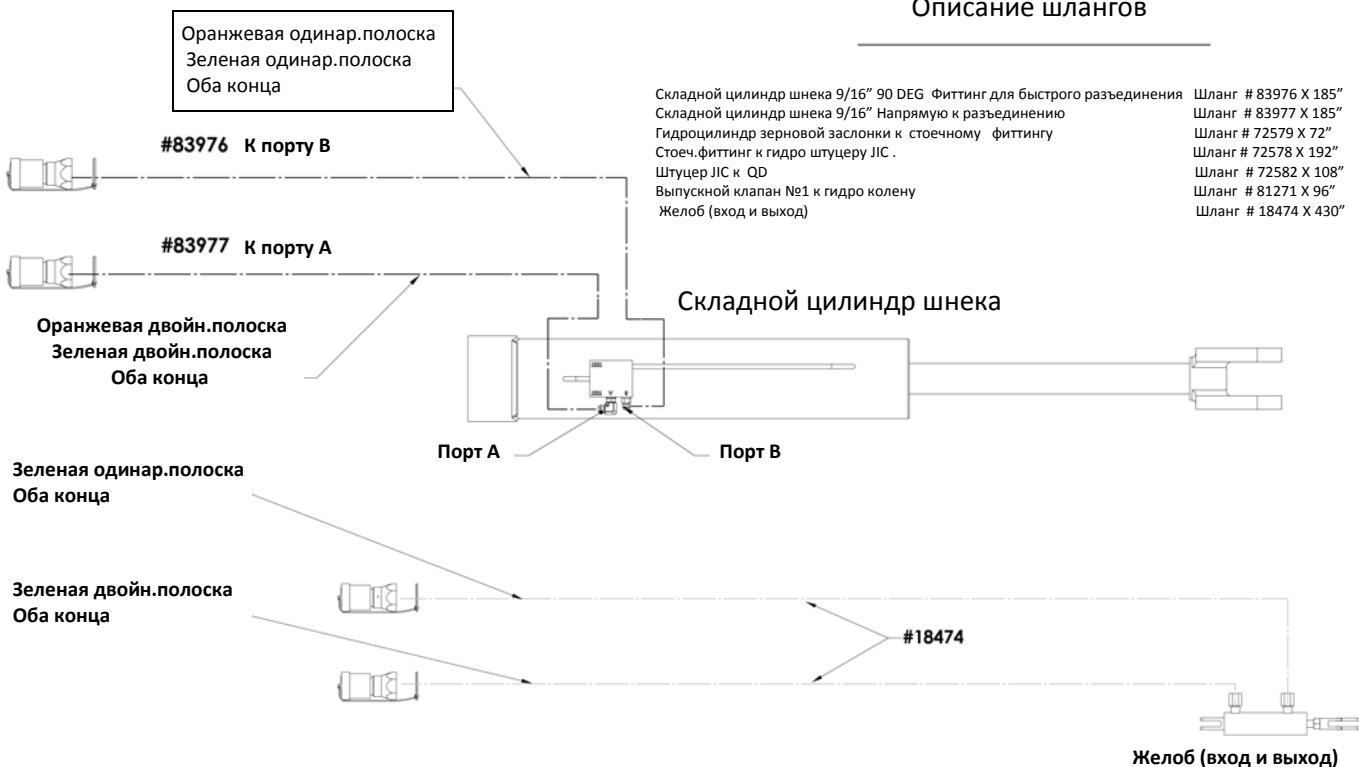 Описание шлангов
Оранжевая одинар.полоска
Зеленая одинар.полоска
Оба конца
Складной цилиндр шнека 9/16” 90 DEG Фиттинг для быстрого разъединения Шланг # 83976 X 185”
Складной цилиндр шнека 9/16” Напрямую к разъединению Шланг # 83977 X 185”
Гидроцилиндр зерновой заслонки к стоечному фиттингу Шланг # 72579 X 72”
Стоеч.фиттинг к гидро штуцеру JIC . Шланг # 72578 X 192”
Штуцер JIC к QD Шланг # 72582 X 108”
Выпускной клапан №1 к гидро колену Шланг # 81271 X 96”
Желоб (вход и выход) Шланг # 18474 X 430”
#83976 К порту В
#83977 К порту А
Складной цилиндр шнека
Оранжевая двойн.полоска
Зеленая двойн.полоска
Оба конца
Порт А
Порт В
Зеленая одинар.полоска
Оба конца
Зеленая двойн.полоска
Оба конца
#18474
Желоб (вход и выход)